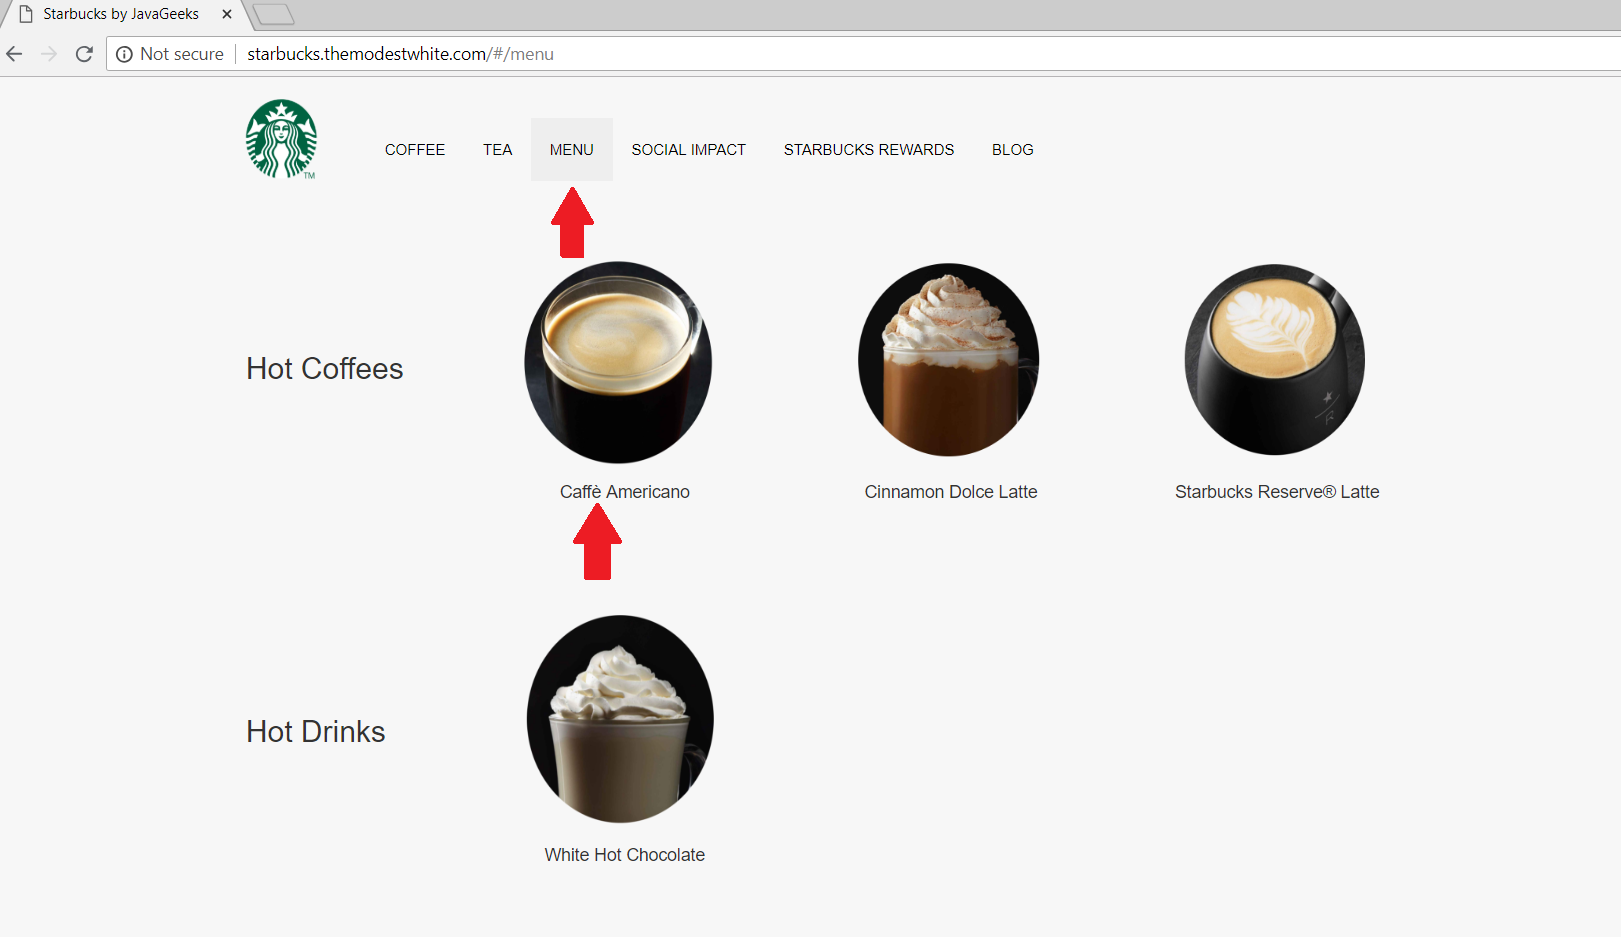 Starbucks by JavaGeeks
Not secure starbucks.themodestwhite.com/#/menu
TM
COFFEE TEA MENU SOCIAL IMPACT STARBUCKS REWARDS BLOG
Hot Coffees
Caffè Americano Cinnamon Dolce Latte Starbucks Reserve® Latte
Hot Drinks
White Hot Chocolate